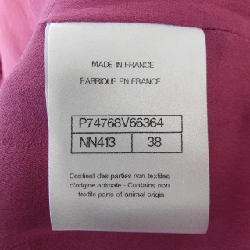 MADE IN FRANCE
FABRIQUE EN FRANCE
P74768V66364
NN413 38
Contient des parties non textiles
d'origine animale - Contains non
textile parts of animal origin